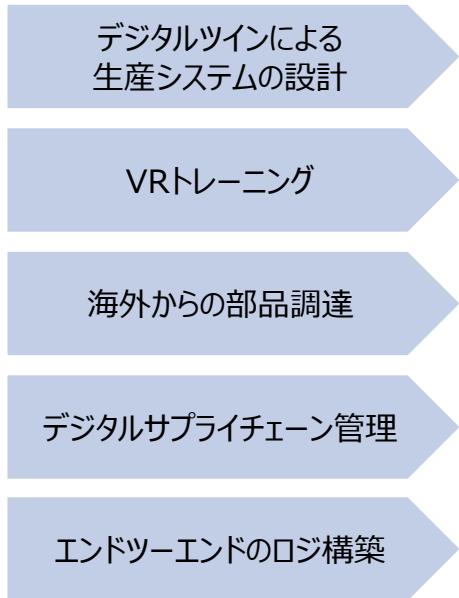 デジタルツインによる
生産システムの設計
VRトレーニング
海外からの部品調達
デジタルサプライチェーン管理
エンドツーエンドのロジ構築